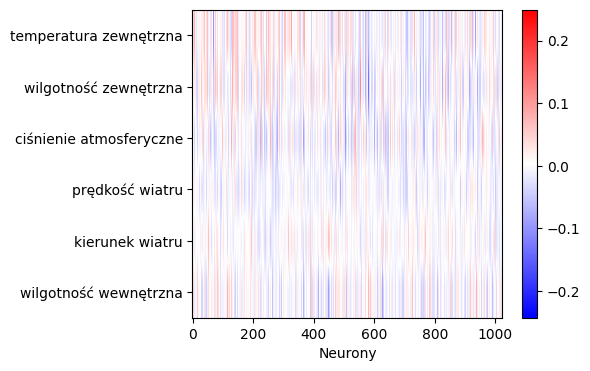 temperatura zewnętrzna
wilgotność zewnętrzna
ciśnienie atmosferyczne
prędkość wiatru
kierunek wiatru
wilgotność wewnętrzna
0 200 400 600 800 1000
Neurony
0.2
0.1
0.0
−0.1
−0.2